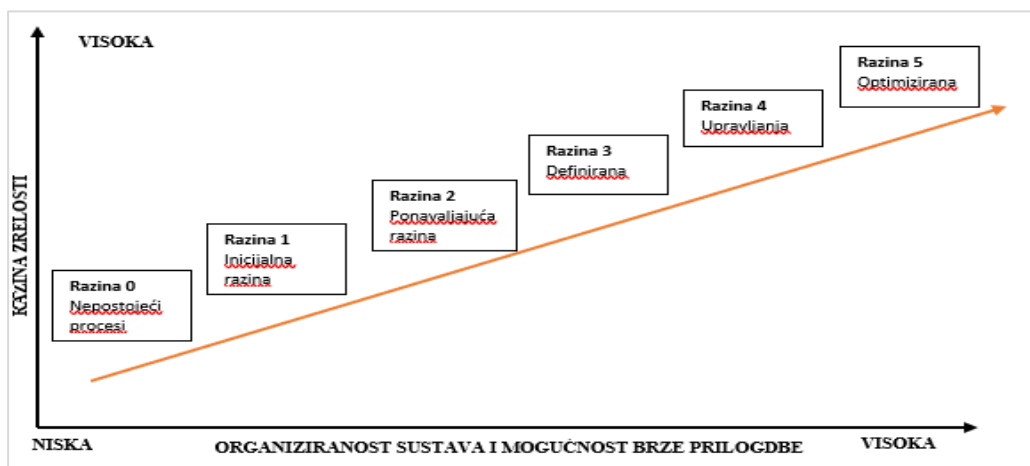 VISOKA
Razina 5
Optimizirana
Razina 4
Upravljanja
Razina 3
Definirana
Razina 2
Ponavaljajuća
razina
Razina 1
Inicijalna
razina
Razina 0
Nepostojeći
procesi
RAZINA ZRELOSTI
NISKA
ORGANIZIRANOST SUSTAVA I MOGUĆNOST BRZE PRILOGDBE
VISOKA